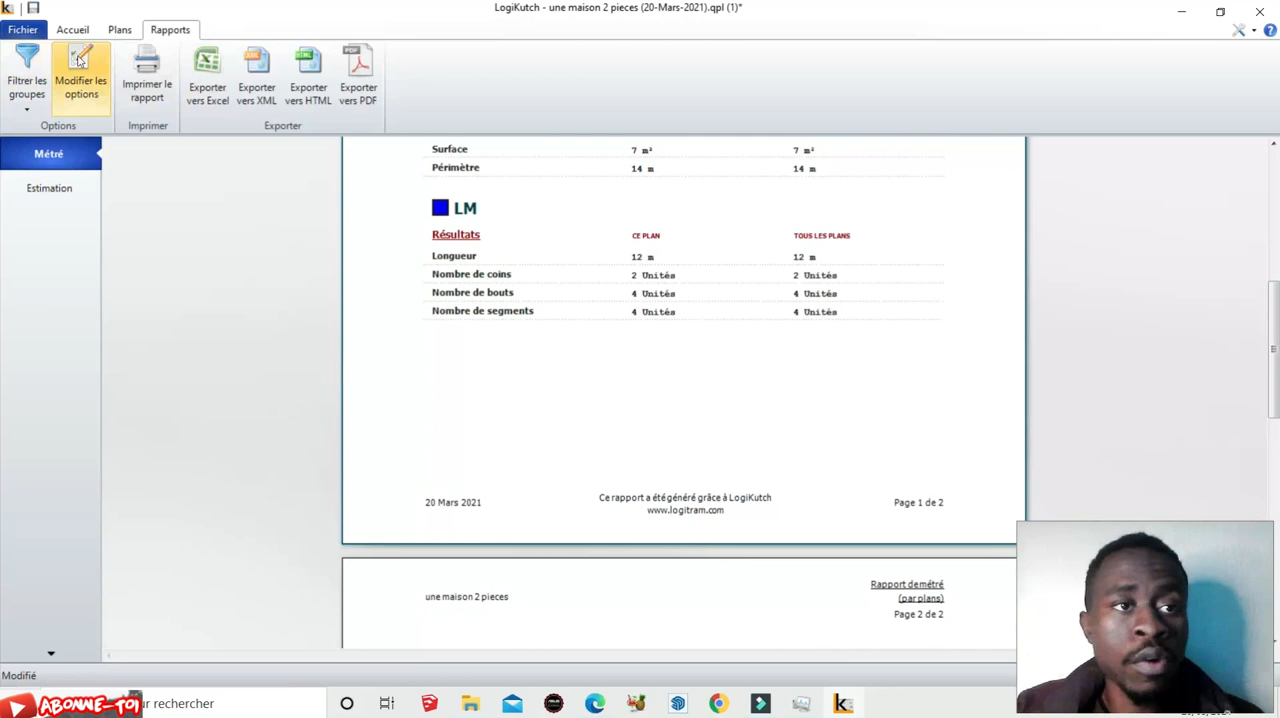 LogiKutch - une maison 2 pieces (20-Mars-2021).qpl (1)*
Fichier Accueil Plans Rapports
Filtrer les groupes
Modifier les options
Imprimer le rapport
Exporter vers Excel
Exporter vers XML
Exporter vers HTML
Exporter vers PDF
Options Imprimer Exporter
Métré
Estimation
Surface 7 m² 7 m²
Périmètre 14 m 14 m
LM
Résultats CE PLAN TOUS LES PLANS
Longueur 12 m 12 m
Nombre de coins 2 Unités 2 Unités
Nombre de bouts 4 Unités 4 Unités
Nombre de segments 4 Unités 4 Unités
20 Mars 2021 Ce rapport a été généré grâce à LogiKutch Page 1 de 2
www.logitram.com
une maison 2 pieces
Rapport de métré
(par plans)
Page 2 de 2
Modifié
ABONNE-TOI
ur rechercher